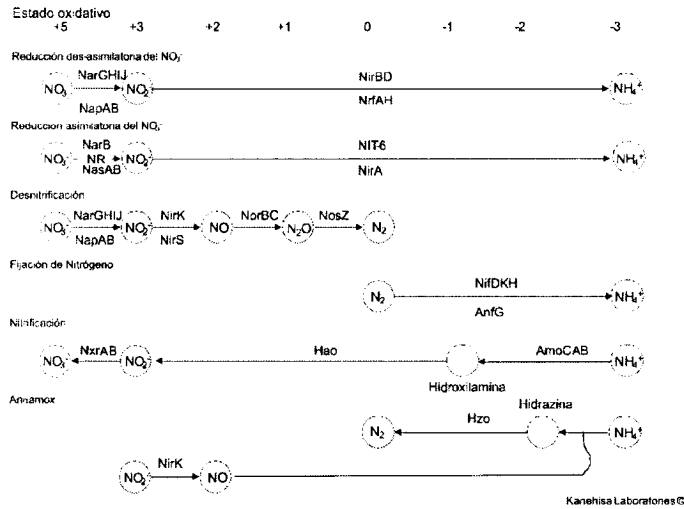 Estado oxidativo
+5 +3 +2 +1 0 -1 -2 -3
Reducción des-asimilatoria del NO₃⁻
NarGHIJ NirBD
NO₃⁻ NO₂⁻ NH₄⁺
NapAB NrfAH
Reduccion asimilatoria del NO₃⁻
NarB NIT-6
NO₃⁻ NR NO₂⁻ NH₄⁺
NasAB NirA
Desnitrificación
NarGHIJ NirK NorBC NosZ
NO₃⁻ NO₂⁻ NO N₂O N₂
NapAB NirS
Fijación de Nitrógeno
NifDKH
N₂ NH₄⁺
AnfG
Nitrificación
NxrAB Hao AmoCAB
NO₃⁻ NO₂⁻ NH₄⁺
Hidroxilamina
Annamox
Hidrazina
Hzo
N₂ NH₄⁺
NirK
NO₂⁻ NO
Kanehisa Laboratories ©